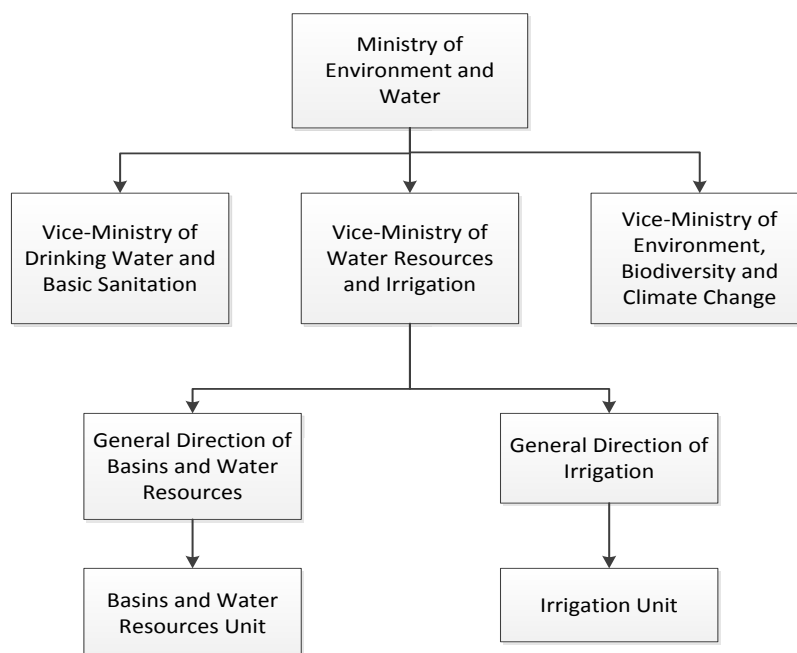 Ministry of
Environment and
Water
Vice-Ministry of
Drinking Water and
Basic Sanitation
Vice-Ministry of
Water Resources
and Irrigation
Vice-Ministry of
Environment,
Biodiversity and
Climate Change
General Direction of
Basins and Water
Resources
General Direction of
Irrigation
Basins and Water
Resources Unit
Irrigation Unit